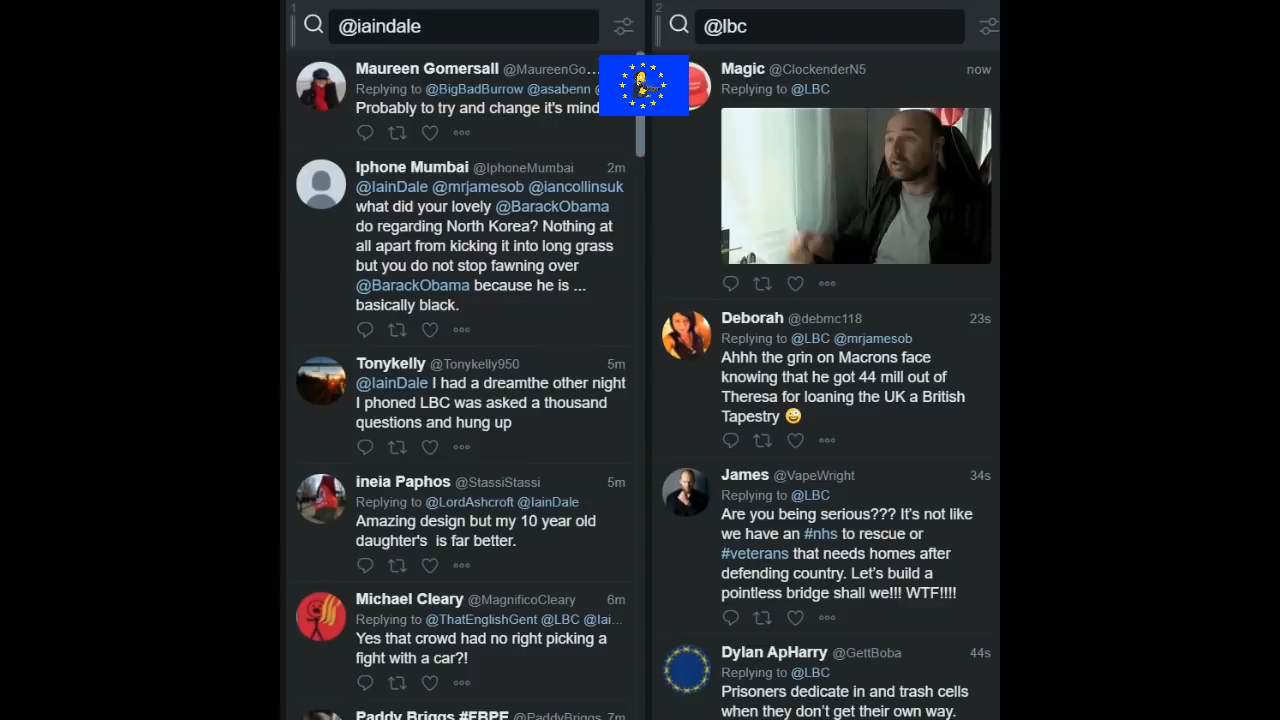 1
@iaindale
Maureen Gomersall @MaureenGo...
Replying to @BigBadBurrow @asabenn
Probably to try and change it's mind
Iphone Mumbai @IphoneMumbai 2m
@IainDale @mrjamesob @iancollinsuk
what did your lovely @BarackObama
do regarding North Korea? Nothing at
all apart from kicking it into long grass
but you do not stop fawning over
@BarackObama because he is ...
basically black.
Tonykelly @Tonykelly950 5m
@IainDale I had a dreamthe other night
I phoned LBC was asked a thousand
questions and hung up
ineia Paphos @StassiStassi 5m
Replying to @LordAshcroft @IainDale
Amazing design but my 10 year old
daughter's  is far better.
Michael Cleary @MagnificoCleary 6m
Replying to @ThatEnglishGent @LBC @Iai...
Yes that crowd had no right picking a
fight with a car?!
Paddy Briggs #FBPE @PaddyBriggs 7m
2
@lbc
Magic @ClockenderN5 now
Replying to @LBC
Deborah @debmc118 23s
Replying to @LBC @mrjamesob
Ahhh the grin on Macrons face
knowing that he got 44 mill out of
Theresa for loaning the UK a British
Tapestry
James @VapeWright 34s
Replying to @LBC
Are you being serious??? It's not like
we have an #nhs to rescue or
#veterans that needs homes after
defending country. Let's build a
pointless bridge shall we!!! WTF!!!!
Dylan ApHarry @GettBoba 44s
Replying to @LBC
Prisoners dedicate in and trash cells
when they don't get their own way.